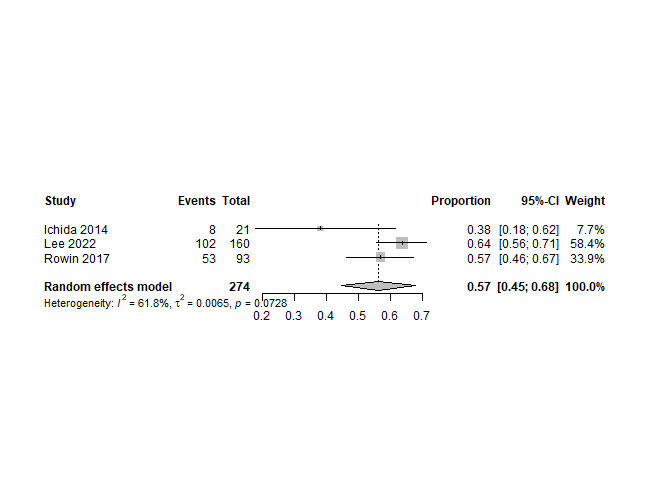 Study Events Total Proportion 95%-CI Weight
Ichida 2014 8 21 0.38 [0.18; 0.62] 7.7%
Lee 2022 102 160 0.64 [0.56; 0.71] 58.4%
Rowin 2017 53 93 0.57 [0.46; 0.67] 33.9%
Random effects model 274 0.57 [0.45; 0.68] 100.0%
Heterogeneity: I² = 61.8%, τ² = 0.0065, p = 0.0728
0.2 0.3 0.4 0.5 0.6 0.7